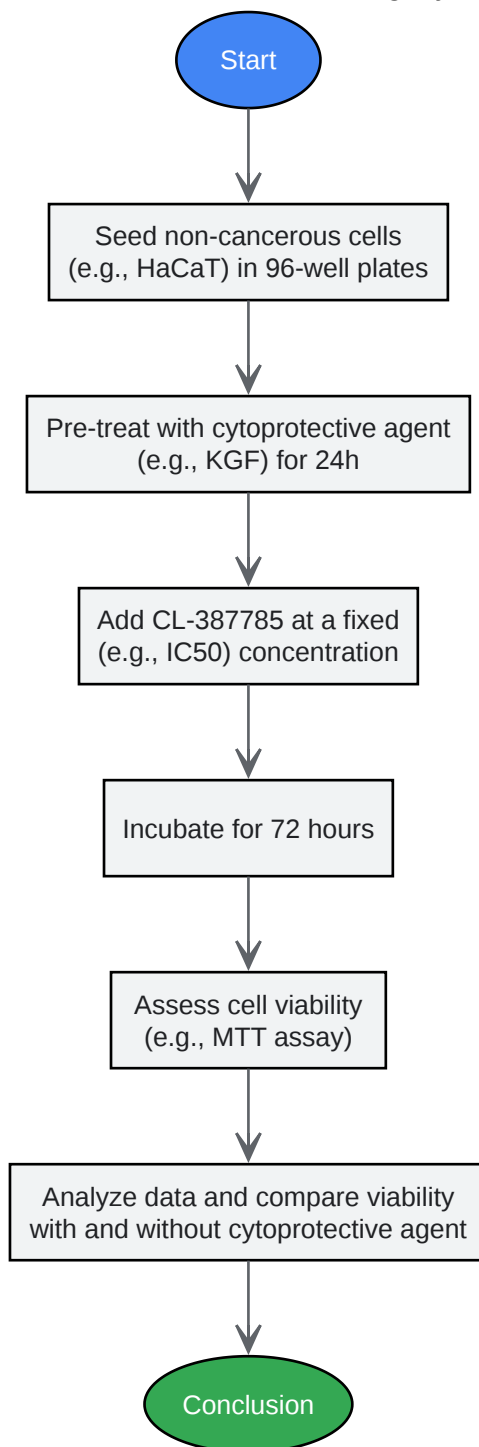 Start
Seed non-cancerous cells
(e.g., HaCaT) in 96-well plates
Pre-treat with cytoprotective agent
(e.g., KGF) for 24h
Add CL-387785 at a fixed
(e.g., IC50) concentration
Incubate for 72 hours
Assess cell viability
(e.g., MTT assay)
Analyze data and compare viability
with and without cytoprotective agent
Conclusion